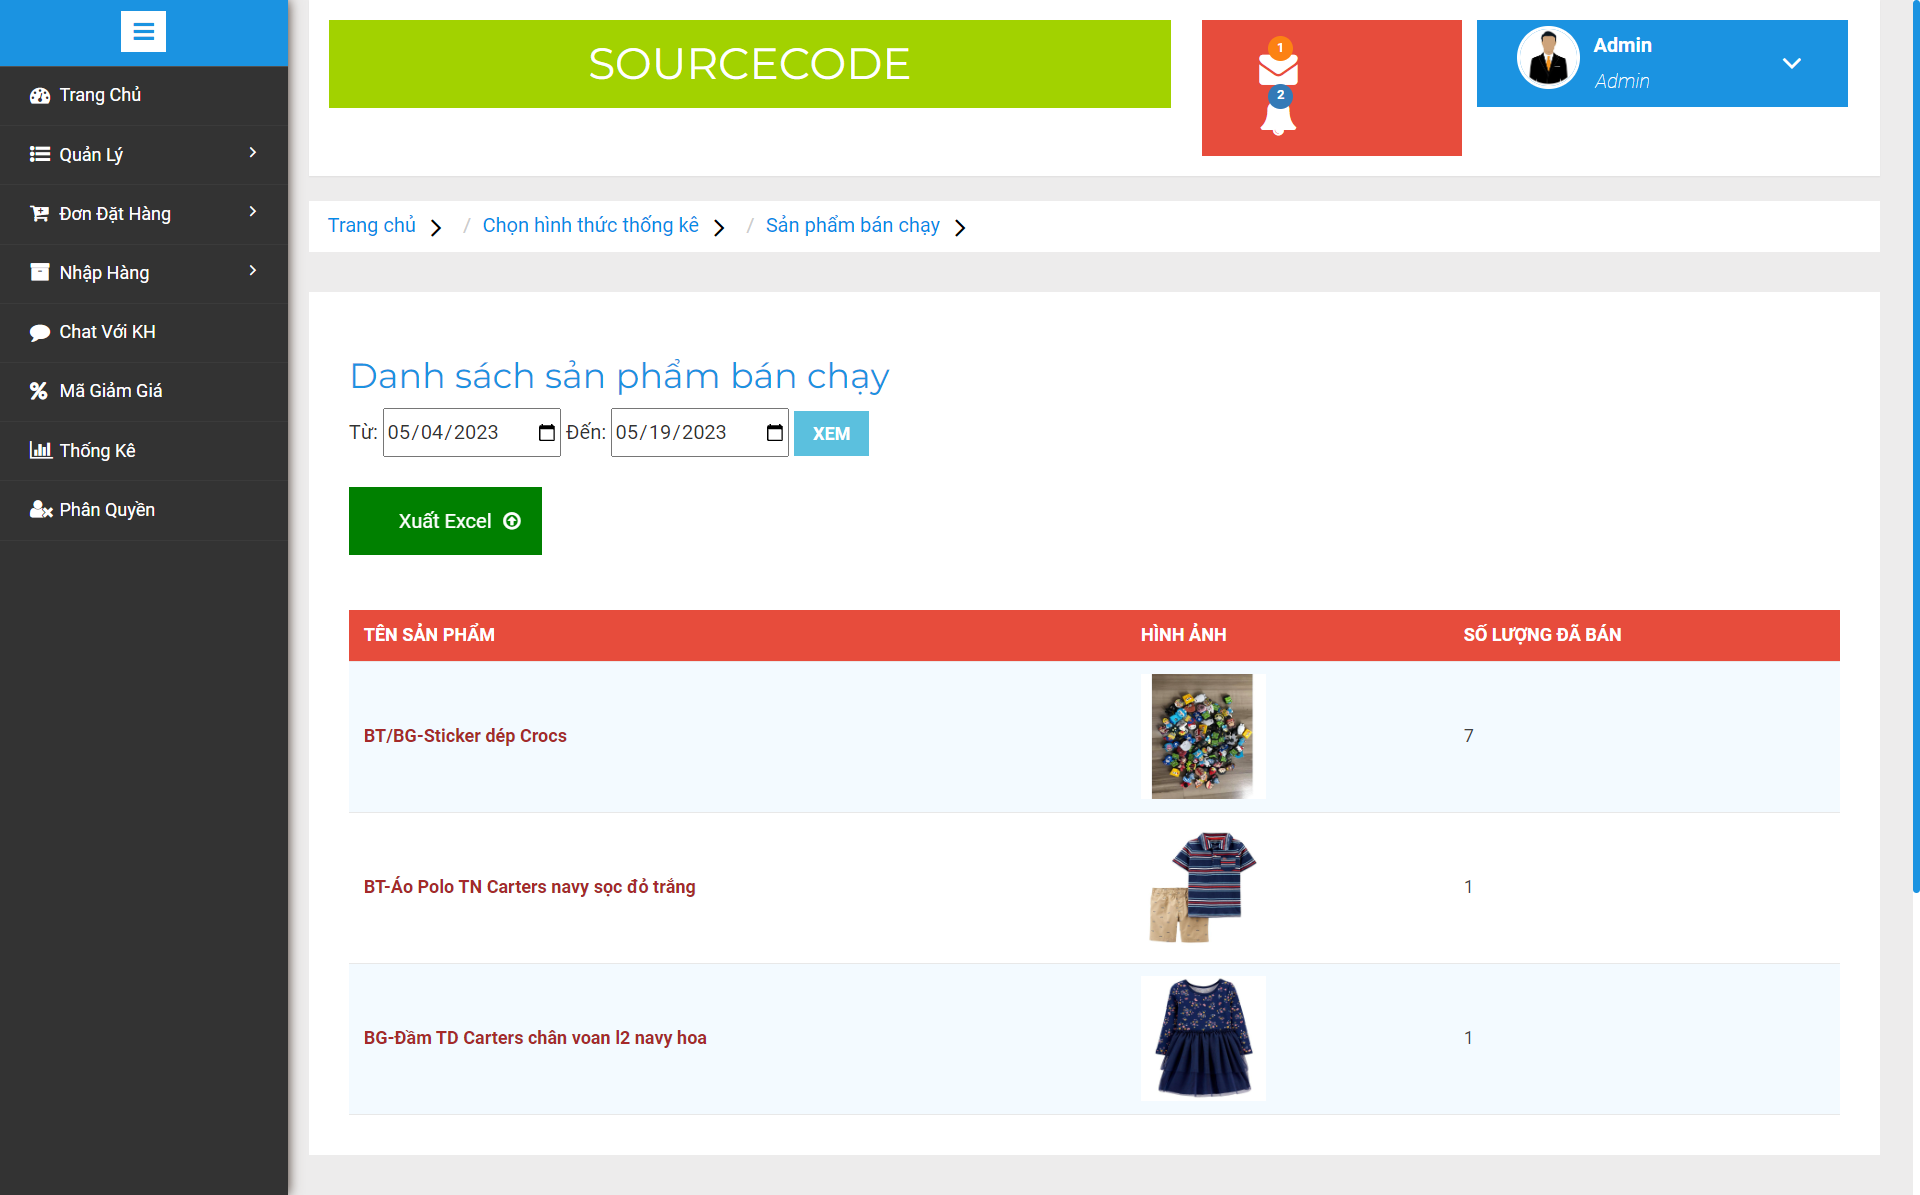 SOURCECODE
1
2
Admin
Admin
Trang Chủ
Quản Lý
Đơn Đặt Hàng
Nhập Hàng
Chat Với KH
Mã Giảm Giá
Thống Kê
Phân Quyền
Trang chủ / Chọn hình thức thống kê / Sản phẩm bán chạy
Danh sách sản phẩm bán chạy
Từ: 05/04/2023 Đến: 05/19/2023 XEM
Xuất Excel
TÊN SẢN PHẨM HÌNH ẢNH SỐ LƯỢNG ĐÃ BÁN
BT/BG-Sticker dép Crocs 7
BT-Áo Polo TN Carters navy sọc đỏ trắng 1
BG-Đầm TD Carters chân voan l2 navy hoa 1